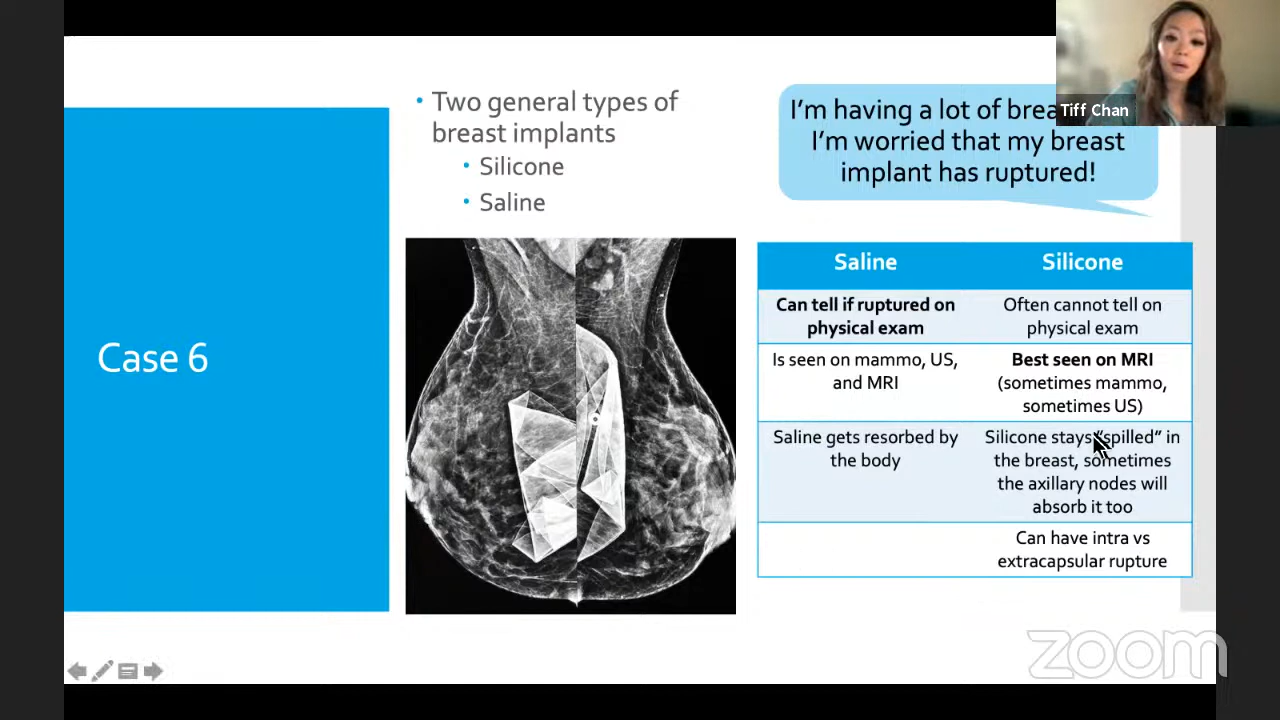 Case 6
• Two general types of
breast implants
• Silicone
• Saline
I'm having a lot of
I'm worried that my breast
implant has ruptured!
Tiff Chan
Saline Silicone
Can tell if ruptured on
physical exam
Often cannot tell on
physical exam
Is seen on mammo, US,
and MRI
Best seen on MRI
(sometimes mammo,
sometimes US)
Saline gets resorbed by
the body
Silicone stays "spilled" in
the breast, sometimes
the axillary nodes will
absorb it too
Can have intra vs
extracapsular rupture
zoom